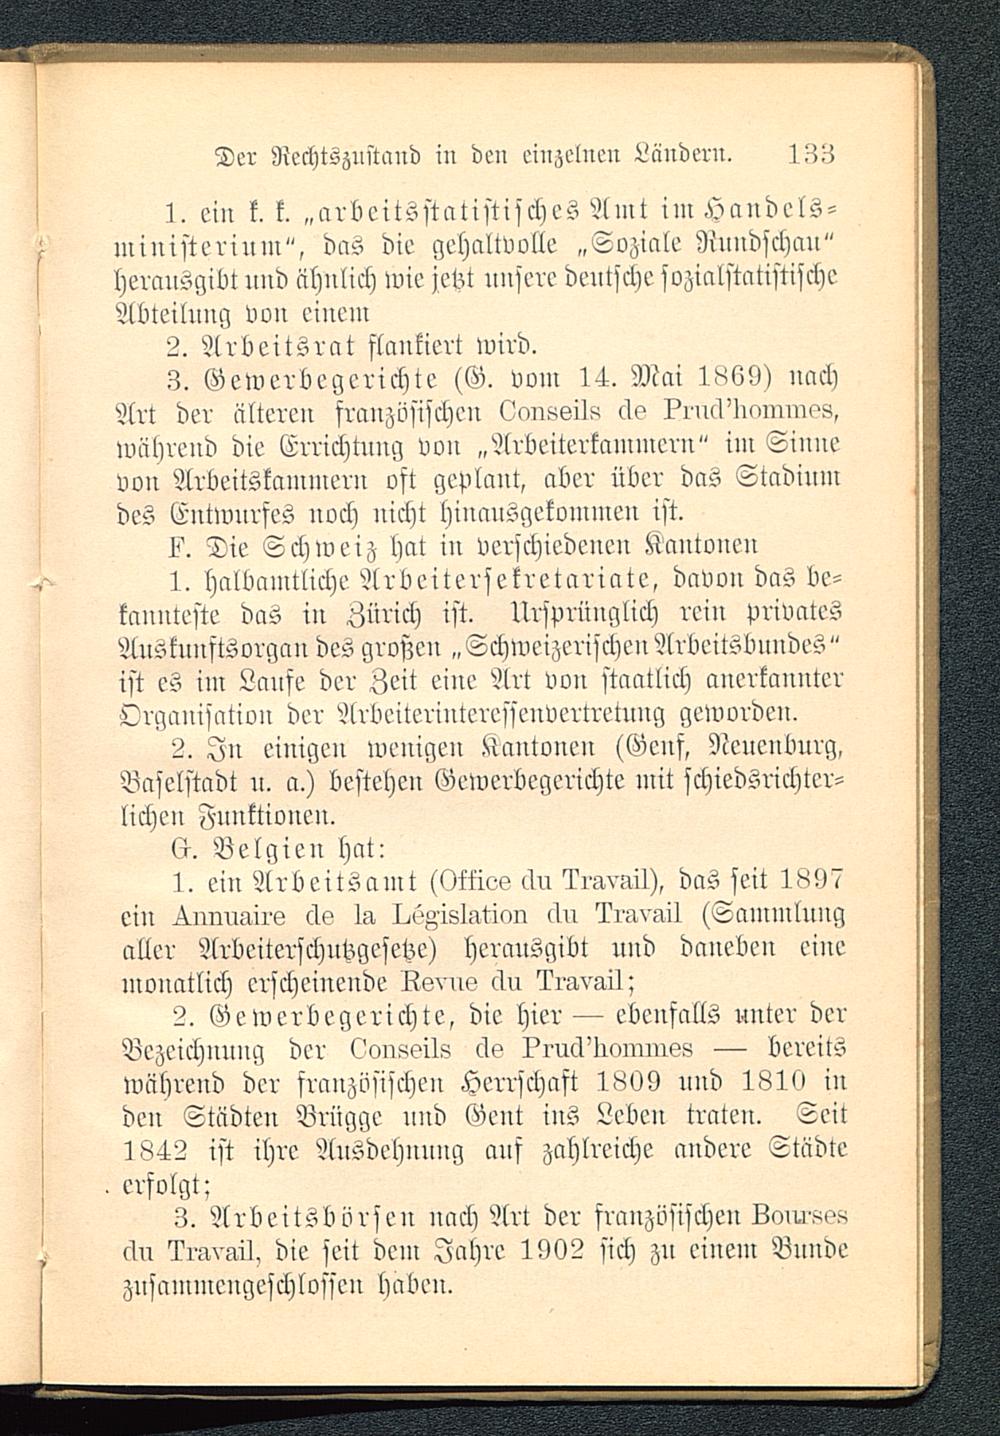 Der Rechtszustand in den einzelnen Ländern. 133
1. ein k. k. „arbeitsstatistisches Amt im Handels-
ministerium“, das die gehaltvolle „Soziale Rundschau“
herausgibt und ähnlich wie jetzt unsere deutsche sozialstatistische
Abteilung von einem
2. Arbeitsrat flankiert wird.
3. Gewerbegerichte (G. vom 14. Mai 1869) nach
Art der älteren französischen Conseils de Prud'hommes,
während die Errichtung von „Arbeiterkammern“ im Sinne
von Arbeitskammern oft geplant, aber über das Stadium
des Entwurfes noch nicht hinausgekommen ist.
F. Die Schweiz hat in verschiedenen Kantonen
1. halbamtliche Arbeitersekretariate, davon das be-
kannteste das in Zürich ist. Ursprünglich rein privates
Auskunftsorgan des großen „Schweizerischen Arbeitsbundes“
ist es im Laufe der Zeit eine Art von staatlich anerkannter
Organisation der Arbeiterinteressenvertretung geworden.
2. In einigen wenigen Kantonen (Genf, Neuenburg,
Baselstadt u. a.) bestehen Gewerbegerichte mit schiedsrichter-
lichen Funktionen.
G. Belgien hat:
1. ein Arbeitsamt (Office du Travail), das seit 1897
ein Annuaire de la Législation du Travail (Sammlung
aller Arbeiterschutzgesetze) herausgibt und daneben eine
monatlich erscheinende Revue du Travail;
2. Gewerbegerichte, die hier — ebenfalls unter der
Bezeichnung der Conseils de Prud'hommes — bereits
während der französischen Herrschaft 1809 und 1810 in
den Städten Brügge und Gent ins Leben traten. Seit
1842 ist ihre Ausdehnung auf zahlreiche andere Städte
erfolgt;
3. Arbeitsbörsen nach Art der französischen Bourses
du Travail, die seit dem Jahre 1902 sich zu einem Bunde
zusammengeschlossen haben.